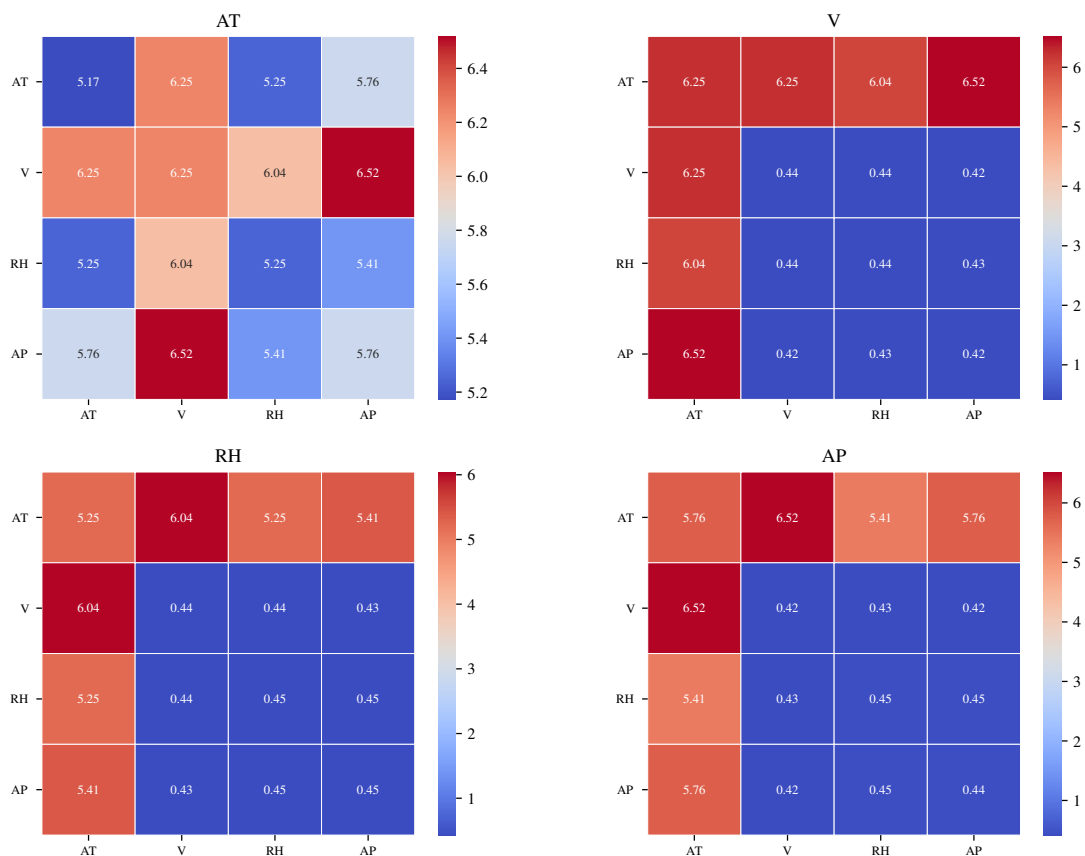 AT
AT 5.17 6.25 5.25 5.76
V 6.25 6.25 6.04 6.52
RH 5.25 6.04 5.25 5.41
AP 5.76 6.52 5.41 5.76
AT V RH AP
6.4
6.2
6.0
5.8
5.6
5.4
5.2
V
AT 6.25 6.25 6.04 6.52
V 6.25 0.44 0.44 0.42
RH 6.04 0.44 0.44 0.43
AP 6.52 0.42 0.43 0.42
AT V RH AP
6
5
4
3
2
1
RH
AT 5.25 6.04 5.25 5.41
V 6.04 0.44 0.44 0.43
RH 5.25 0.44 0.45 0.45
AP 5.41 0.43 0.45 0.45
AT V RH AP
6
5
4
3
2
1
AP
AT 5.76 6.52 5.41 5.76
V 6.52 0.42 0.43 0.42
RH 5.41 0.43 0.45 0.45
AP 5.76 0.42 0.45 0.44
AT V RH AP
6
5
4
3
2
1